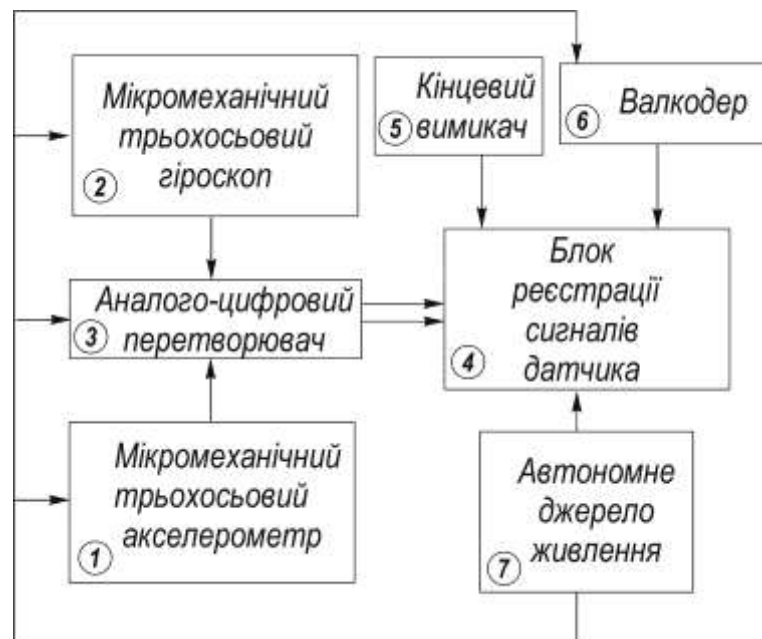 Мікромеханічний
трьохосьовий
гіроскоп
2
Кінцевий
вимикач
5
Валкодер
6
Аналого-цифровий
перетворювач
3
Блок
реєстрації
сигналів
датчика
4
Мікромеханічний
трьохосьовий
акселерометр
1
Автономне
джерело
живлення
7